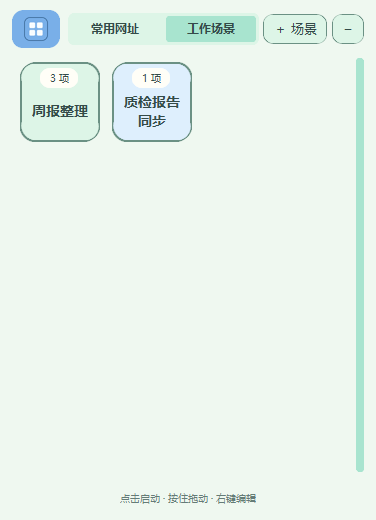 常用网址 工作场景 + 场景 −
3 项 1 项
周报整理 质检报告
同步
点击启动 · 按住拖动 · 右键编辑